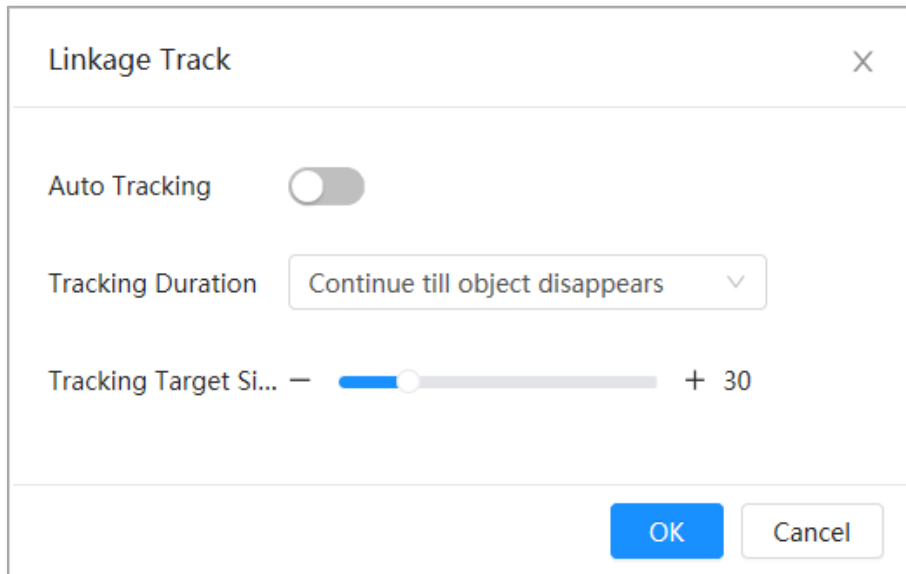 Linkage Track
Auto Tracking
Tracking Duration Continue till object disappears
Tracking Target Si... − + 30
OK Cancel